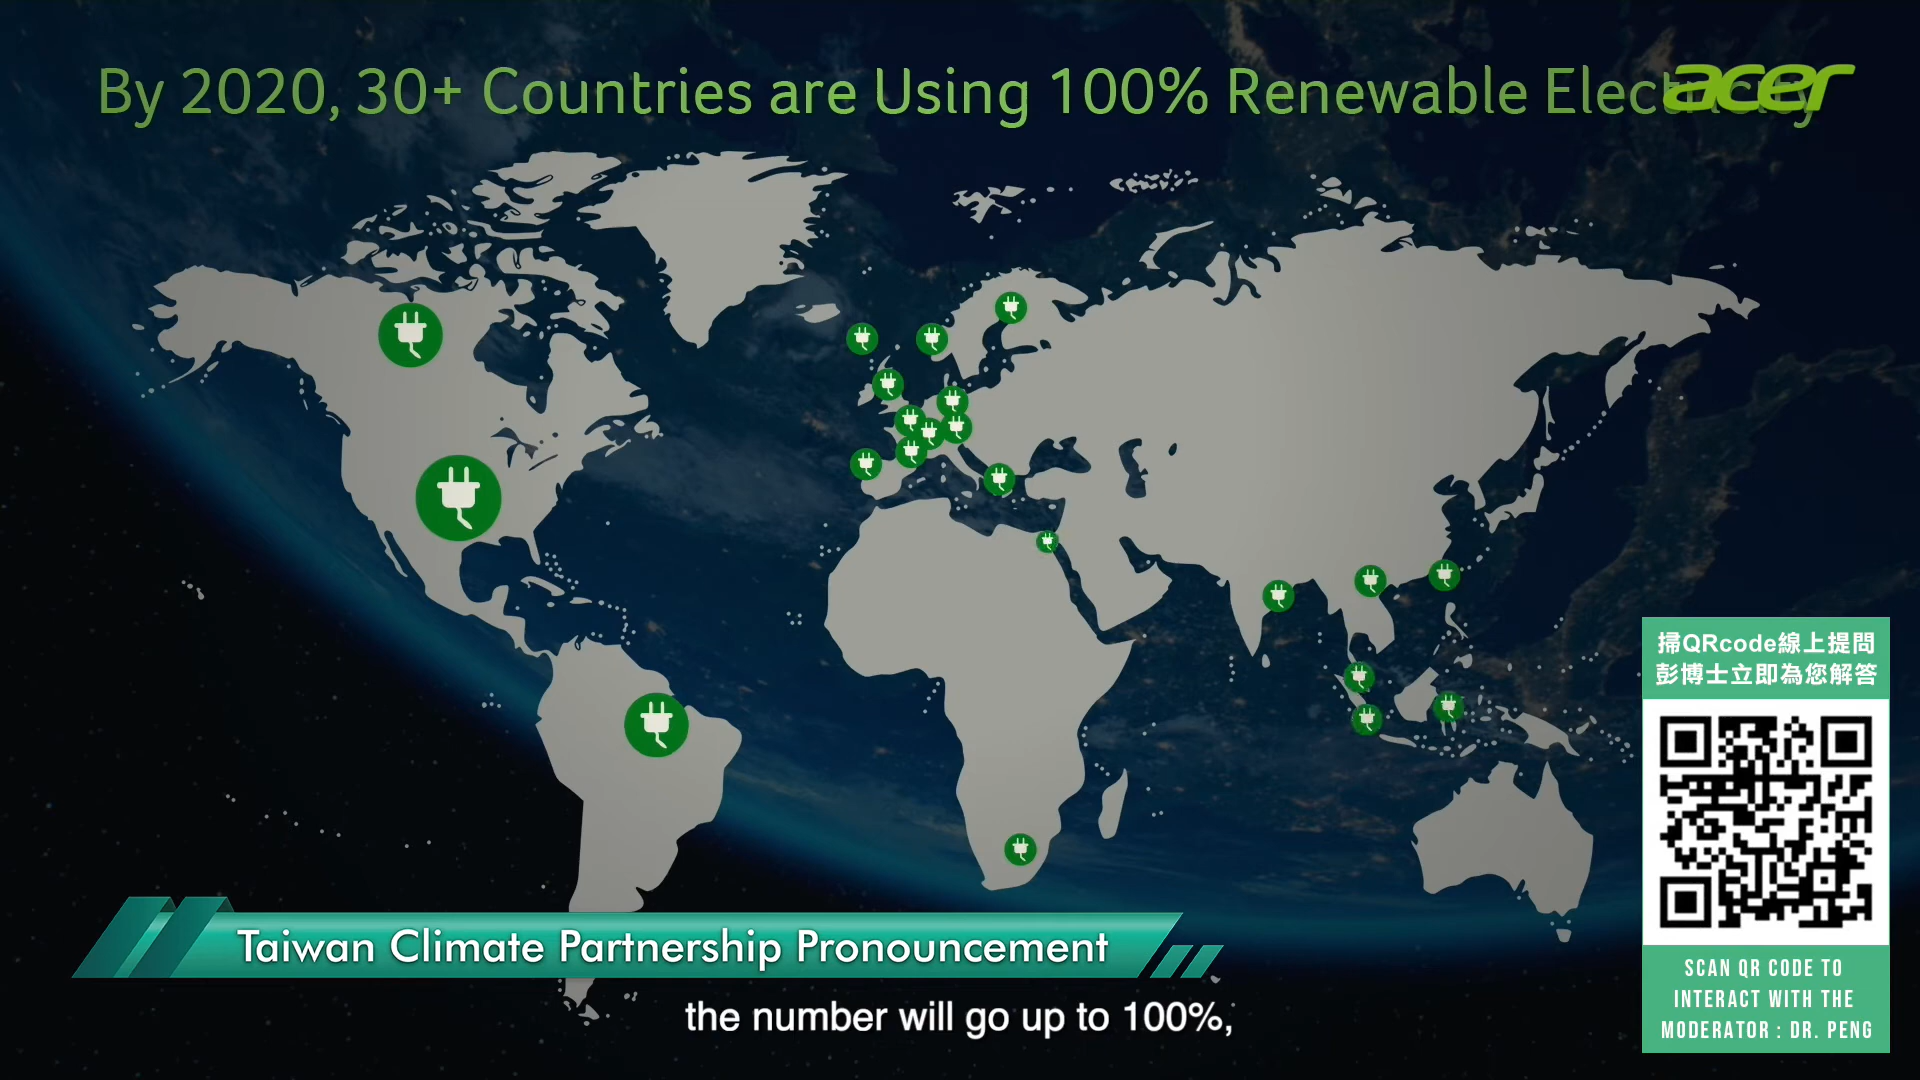 By 2020, 30+ Countries are Using 100% Renewable Electricity
acer
掃QRcode線上提問
彭博士立即為您解答
SCAN QR CODE TO
INTERACT WITH THE
MODERATOR : DR. PENG
Taiwan Climate Partnership Pronouncement
the number will go up to 100%,